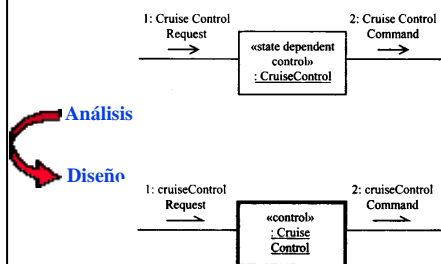 1: Cruise Control
Request
2: Cruise Control
Command
«state dependent
control»
: CruiseControl
Análisis
Diseño
1: cruiseControl
Request
2: cruiseControl
Command
«control»
: Cruise
Control